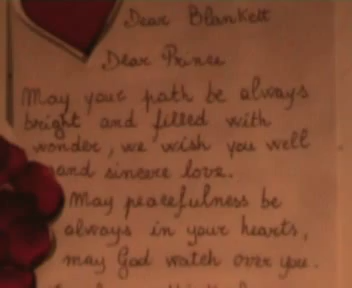 Dear Blankett
Dear Prince
May your path be always
bright and filled with
wonder, we wish you well
and sincere love.
May peacefulness be
always in your hearts,
may God watch over you.